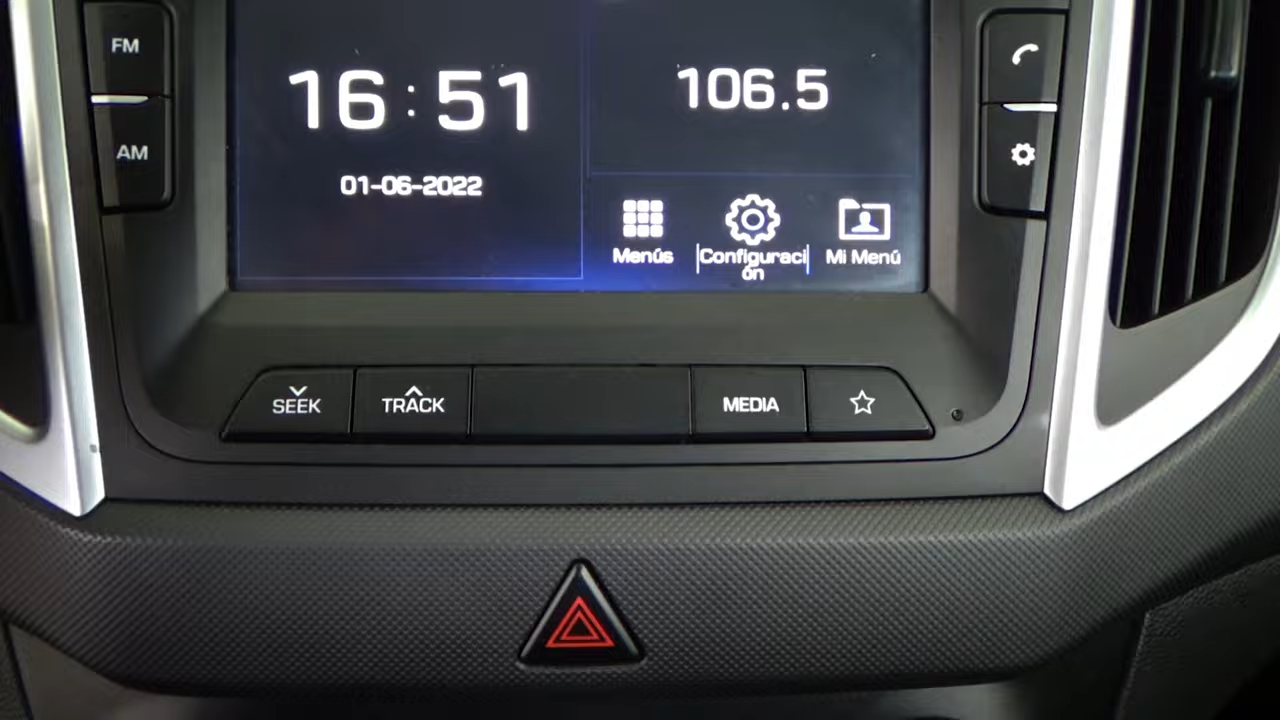 FM
AM
16:51
01-06-2022
106.5
Menús
Configuraci
ón
Mi Menú
SEEK
TRACK
MEDIA